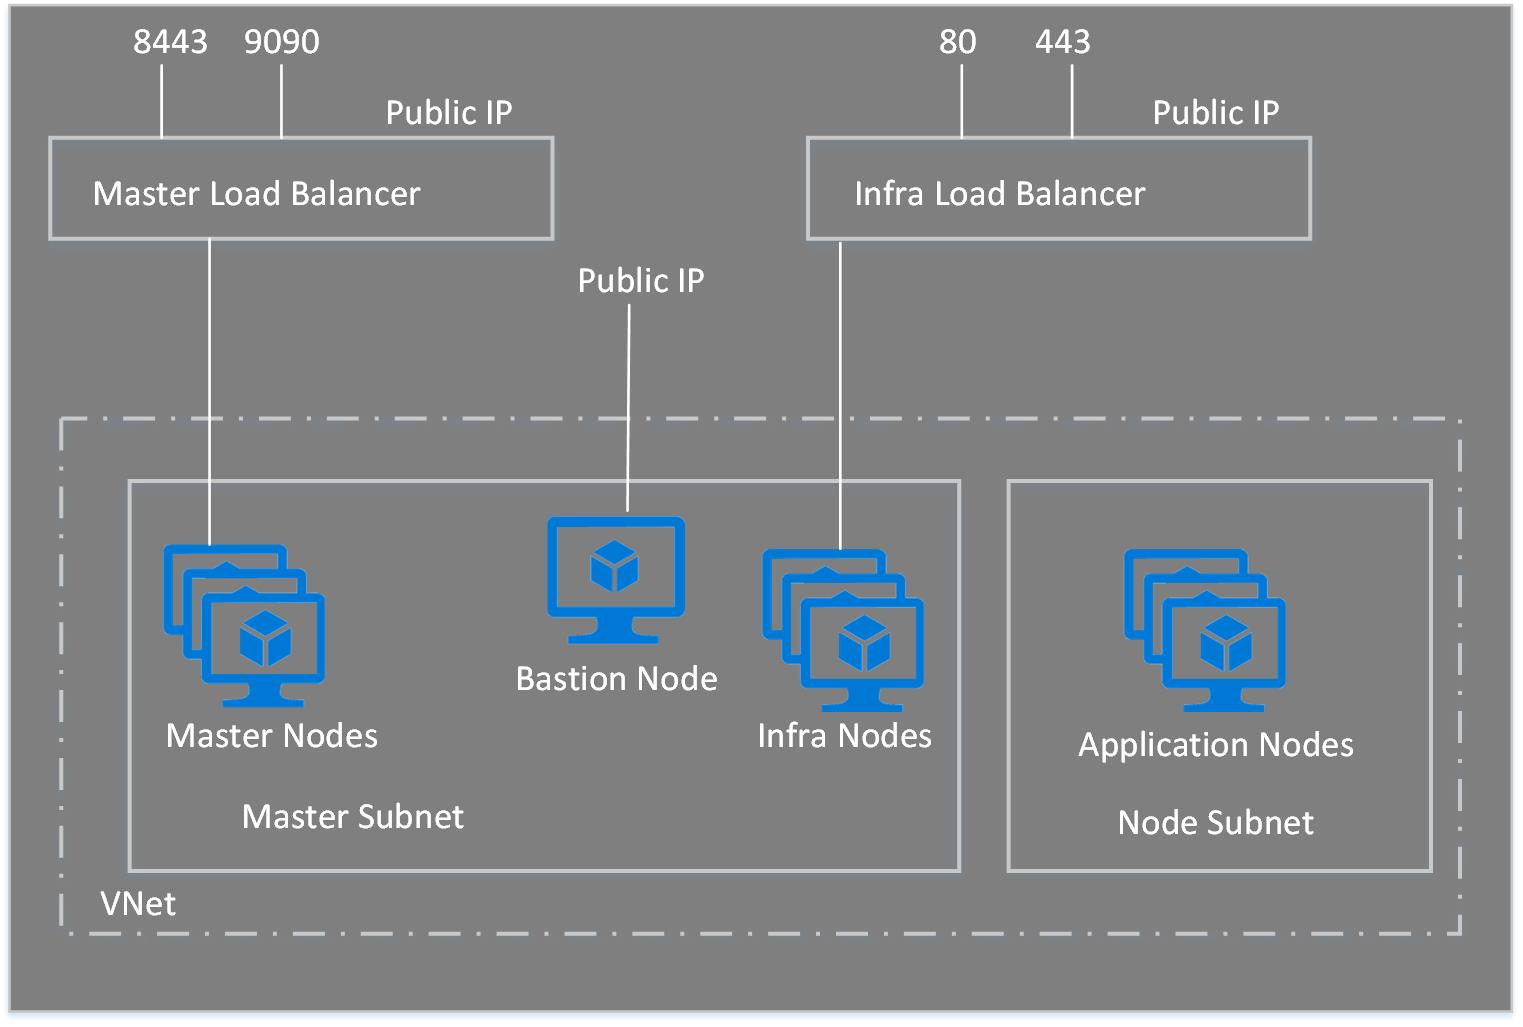 8443 9090
80 443
Public IP
Public IP
Master Load Balancer
Infra Load Balancer
Public IP
Bastion Node
Master Nodes
Infra Nodes
Application Nodes
Master Subnet
Node Subnet
VNet